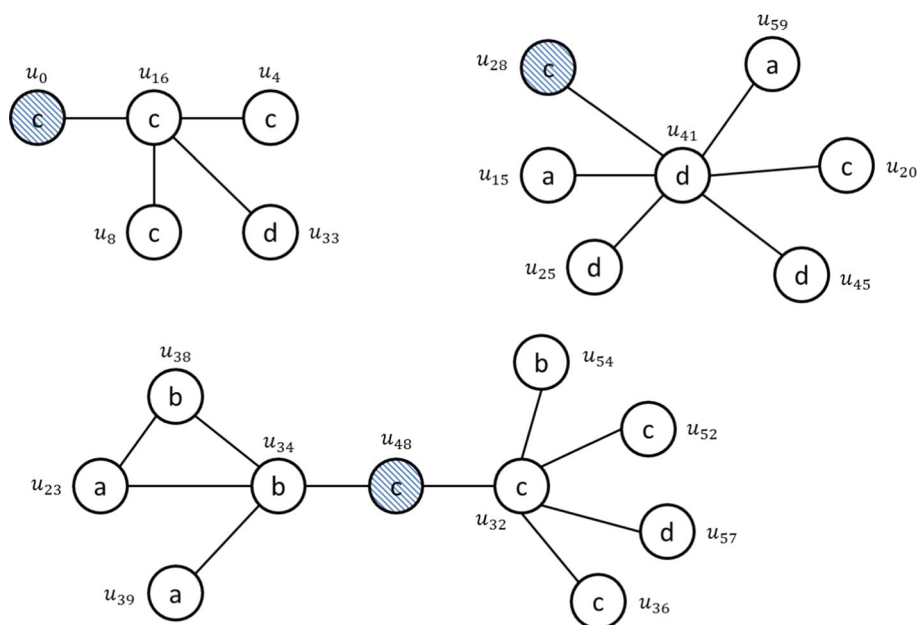 u₀ u₁₆ u₄
c c c
u₈ c d u₃₃
u₅₉
u₂₈ c a
u₄₁
u₁₅ a d c u₂₀
u₂₅ d d u₄₅
u₃₈
b
u₃₄ u₄₈
u₂₃ a b c c
u₃₂
u₃₉ a
b u₅₄
c u₅₂
d u₅₇
c u₃₆